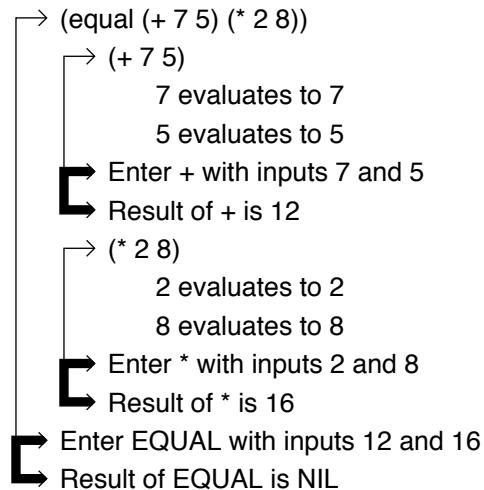 (equal (+ 7 5) (* 2 8))
(+ 7 5)
7 evaluates to 7
5 evaluates to 5
Enter + with inputs 7 and 5
Result of + is 12
(* 2 8)
2 evaluates to 2
8 evaluates to 8
Enter * with inputs 2 and 8
Result of * is 16
Enter EQUAL with inputs 12 and 16
Result of EQUAL is NIL